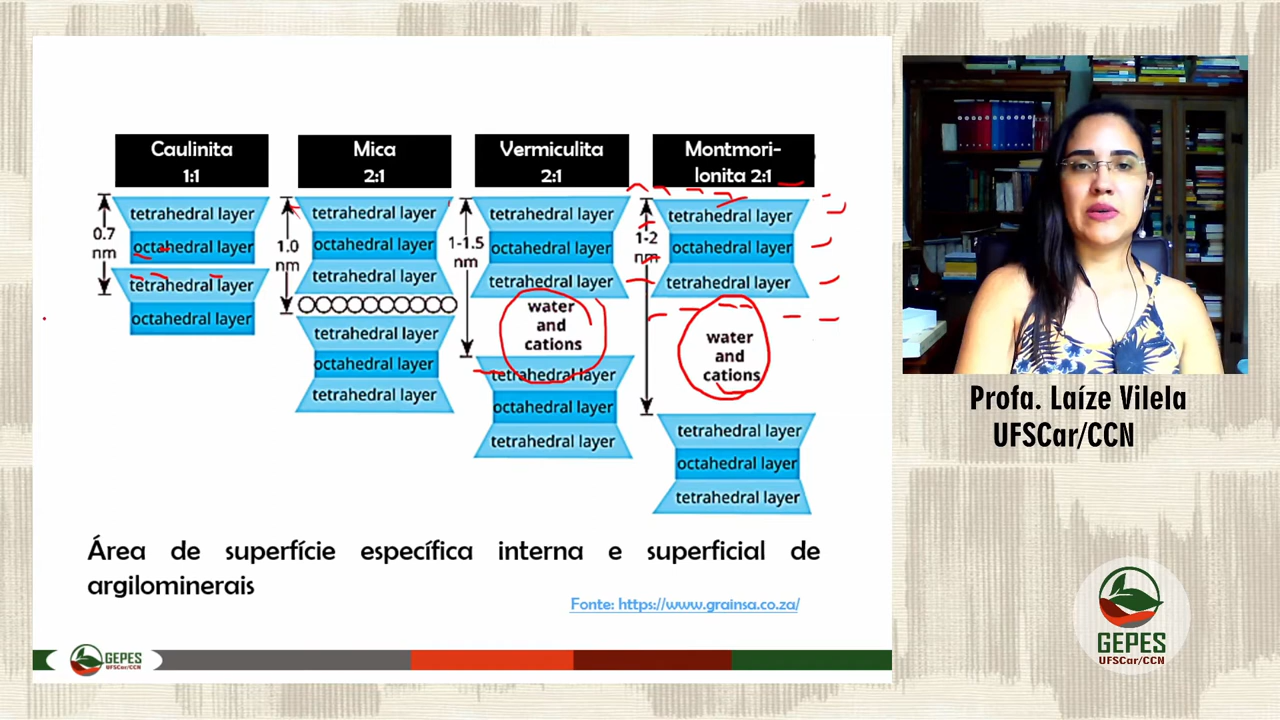 Caulinita
1:1
tetrahedral layer
octahedral layer
0.7
nm
tetrahedral layer
octahedral layer
Mica
2:1
tetrahedral layer
octahedral layer
1.0
nm
tetrahedral layer
tetrahedral layer
octahedral layer
tetrahedral layer
Vermiculita
2:1
tetrahedral layer
octahedral layer
1-1.5
nm
tetrahedral layer
water
and
cations
tetrahedral layer
octahedral layer
tetrahedral layer
Montmori-
lonita 2:1
tetrahedral layer
octahedral layer
1-2
nm
tetrahedral layer
water
and
cations
tetrahedral layer
octahedral layer
tetrahedral layer
Área de superfície específica interna e superficial de
argilominerais
Fonte: https://www.grainsa.co.za/
GEPES
UFSCar/CCN
Profa. Laíze Vilela
UFSCar/CCN
GEPES
UFSCar/CCN